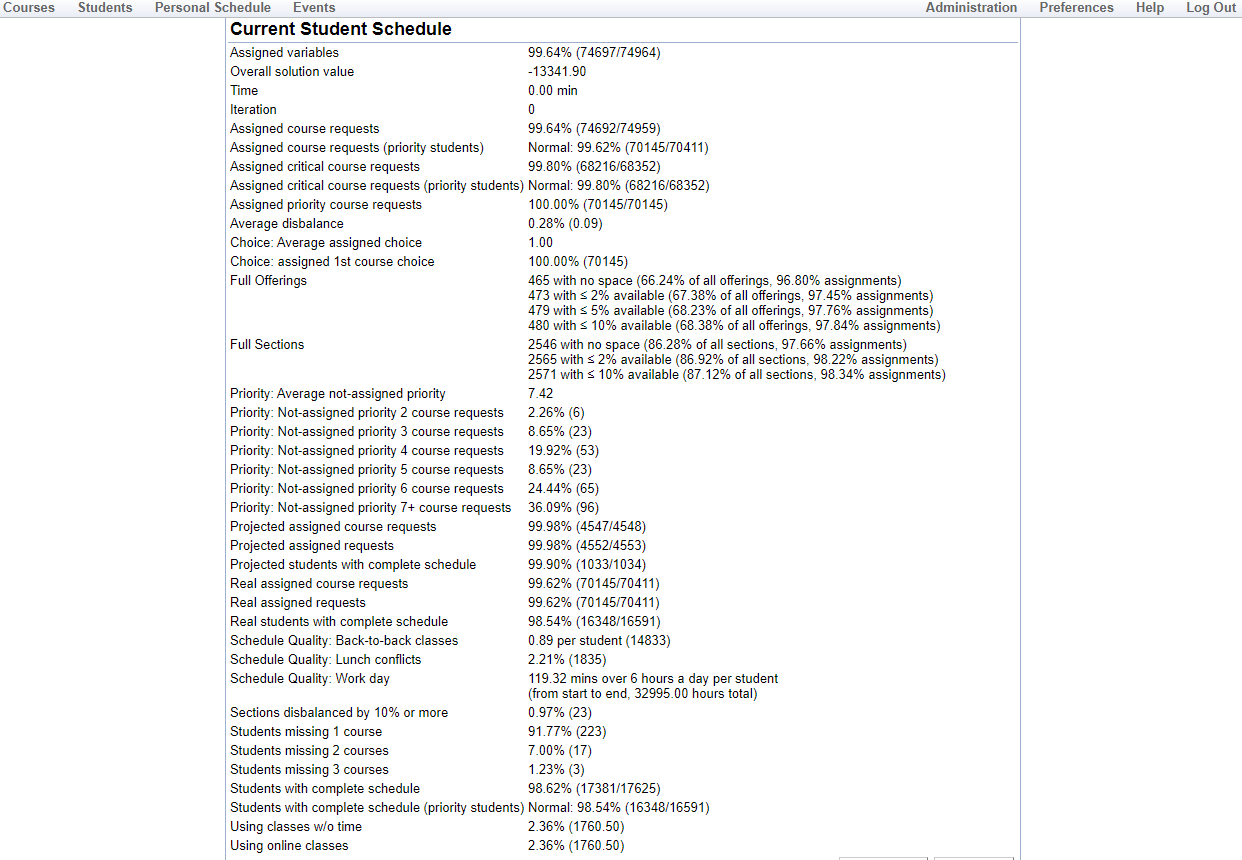 Courses Students Personal Schedule Events Administration Preferences Help Log Out
Current Student Schedule
Assigned variables 99.64% (74697/74964)
Overall solution value -13341.90
Time 0.00 min
Iteration 0
Assigned course requests 99.64% (74692/74959)
Assigned course requests (priority students) Normal: 99.62% (70145/70411)
Assigned critical course requests 99.80% (68216/68352)
Assigned critical course requests (priority students) Normal: 99.80% (68216/68352)
Assigned priority course requests 100.00% (70145/70145)
Average disbalance 0.28% (0.09)
Choice: Average assigned choice 1.00
Choice: assigned 1st course choice 100.00% (70145)
Full Offerings 465 with no space (66.24% of all offerings, 96.80% assignments)
473 with ≤ 2% available (67.38% of all offerings, 97.45% assignments)
479 with ≤ 5% available (68.23% of all offerings, 97.76% assignments)
480 with ≤ 10% available (68.38% of all offerings, 97.84% assignments)
Full Sections 2546 with no space (86.28% of all sections, 97.66% assignments)
2565 with ≤ 2% available (86.92% of all sections, 98.22% assignments)
2571 with ≤ 10% available (87.12% of all sections, 98.34% assignments)
Priority: Average not-assigned priority 7.42
Priority: Not-assigned priority 2 course requests 2.26% (6)
Priority: Not-assigned priority 3 course requests 8.65% (23)
Priority: Not-assigned priority 4 course requests 19.92% (53)
Priority: Not-assigned priority 5 course requests 8.65% (23)
Priority: Not-assigned priority 6 course requests 24.44% (65)
Priority: Not-assigned priority 7+ course requests 36.09% (96)
Projected assigned course requests 99.98% (4547/4548)
Projected assigned requests 99.98% (4552/4553)
Projected students with complete schedule 99.90% (1033/1034)
Real assigned course requests 99.62% (70145/70411)
Real assigned requests 99.62% (70145/70411)
Real students with complete schedule 98.54% (16348/16591)
Schedule Quality: Back-to-back classes 0.89 per student (14833)
Schedule Quality: Lunch conflicts 2.21% (1835)
Schedule Quality: Work day 119.32 mins over 6 hours a day per student
(from start to end, 32995.00 hours total)
Sections disbalanced by 10% or more 0.97% (23)
Students missing 1 course 91.77% (223)
Students missing 2 courses 7.00% (17)
Students missing 3 courses 1.23% (3)
Students with complete schedule 98.62% (17381/17625)
Students with complete schedule (priority students) Normal: 98.54% (16348/16591)
Using classes w/o time 2.36% (1760.50)
Using online classes 2.36% (1760.50)